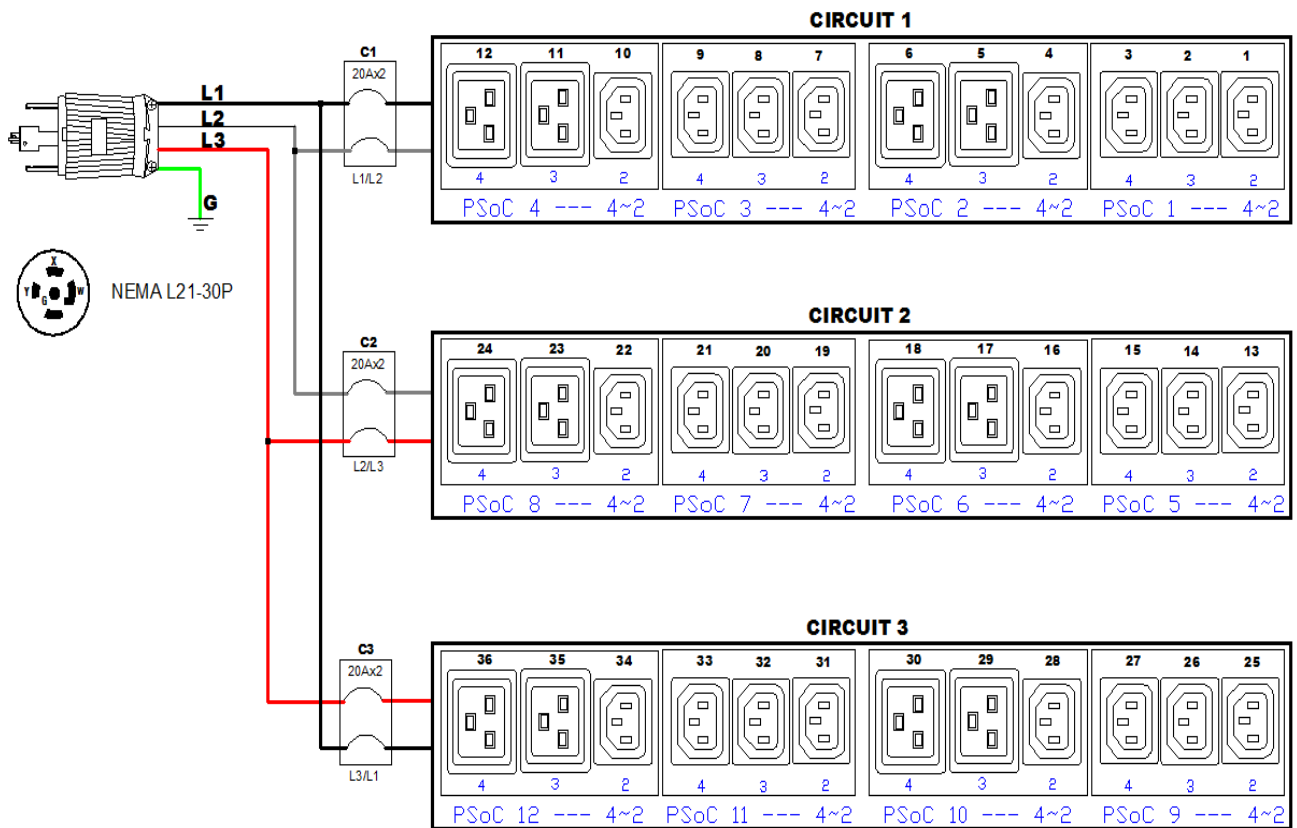 CIRCUIT 1
C1
20Ax2
L1/L2
L1
L2
L3
G
12 11 10 9 8 7 6 5 4 3 2 1
4 3 2 4 3 2 4 3 2 4 3 2
PSoC 4 --- 4~2 PSoC 3 --- 4~2 PSoC 2 --- 4~2 PSoC 1 --- 4~2
X
Y
G
W
NEMA L21-30P
CIRCUIT 2
C2
20Ax2
L2/L3
24 23 22 21 20 19 18 17 16 15 14 13
4 3 2 4 3 2 4 3 2 4 3 2
PSoC 8 --- 4~2 PSoC 7 --- 4~2 PSoC 6 --- 4~2 PSoC 5 --- 4~2
CIRCUIT 3
C3
20Ax2
L3/L1
36 35 34 33 32 31 30 29 28 27 26 25
4 3 2 4 3 2 4 3 2 4 3 2
PSoC 12 --- 4~2 PSoC 11 --- 4~2 PSoC 10 --- 4~2 PSoC 9 --- 4~2